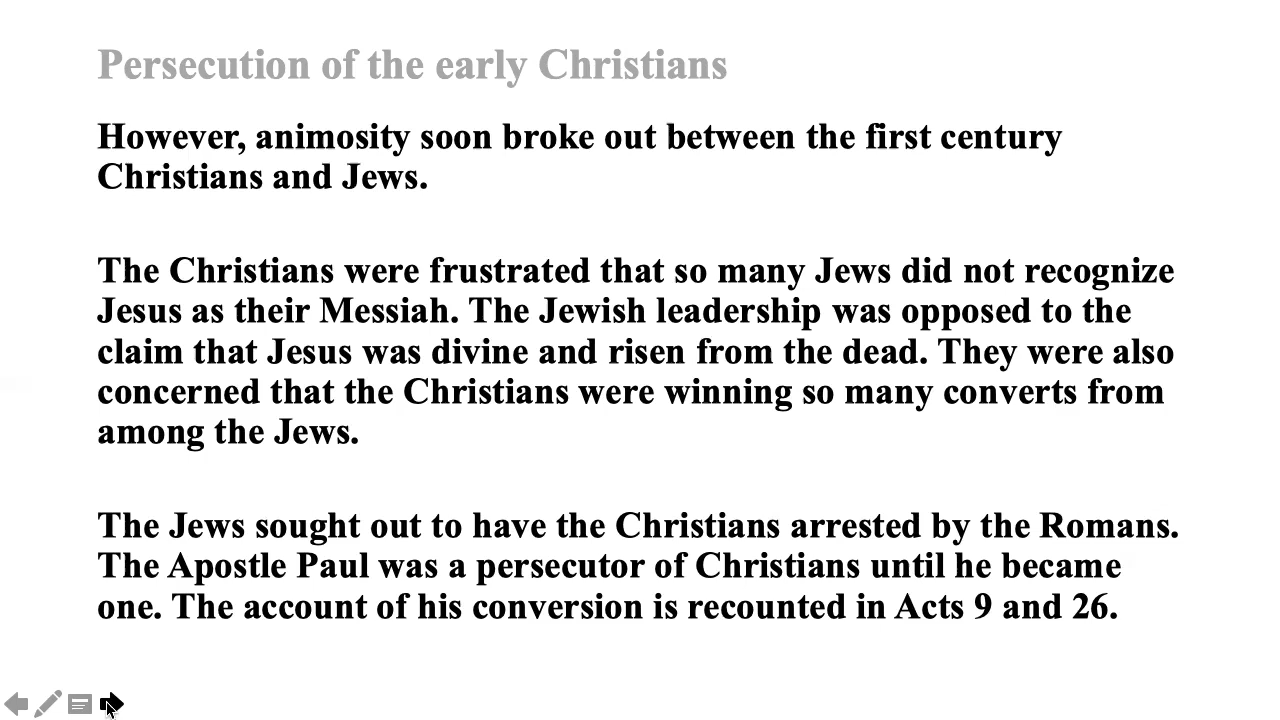 Persecution of the early Christians
However, animosity soon broke out between the first century
Christians and Jews.
The Christians were frustrated that so many Jews did not recognize
Jesus as their Messiah. The Jewish leadership was opposed to the
claim that Jesus was divine and risen from the dead. They were also
concerned that the Christians were winning so many converts from
among the Jews.
The Jews sought out to have the Christians arrested by the Romans.
The Apostle Paul was a persecutor of Christians until he became
one. The account of his conversion is recounted in Acts 9 and 26.